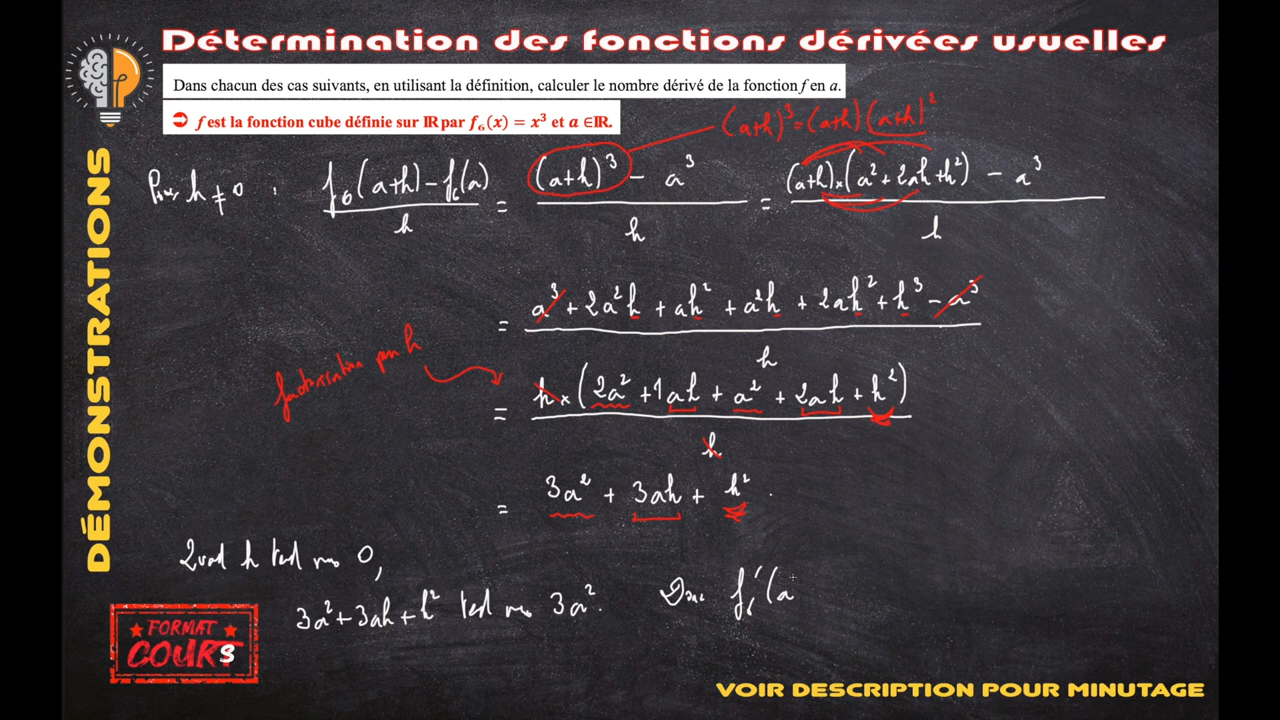 Détermination des fonctions dérivées usuelles
Dans chacun des cas suivants, en utilisant la définition, calculer le nombre dérivé de la fonction f en a.
➲ f est la fonction cube définie sur IR par f₆(x) = x³ et a ∈IR.
(a+h)³ = (a+h)(a+h)²
Pour h ≠ 0 : (f₆(a+h) − f₆(a))/h = ((a+h)³ − a³)/h = ((a+h)×(a² + 2ah + h²) − a³)/h
= (a³ + 2a²h + ah² + a²h + 2ah² + h³ − a³)/h
factorisation par h
= h×(2a² + 1ah + a² + 2ah + h²)/h
= 3a² + 3ah + h².
Quand h tend vers 0,
3a² + 3ah + h² tend vers 3a². Donc f₆'(a
DÉMONSTRATIONS
FORMAT
COURS
VOIR DESCRIPTION POUR MINUTAGE